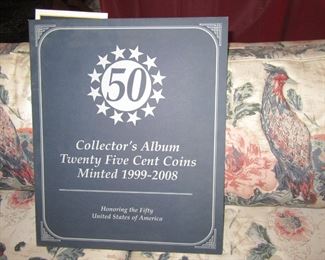 50
Collector's Album
Twenty Five Cent Coins
Minted 1999-2008
Honoring the Fifty
United States of America